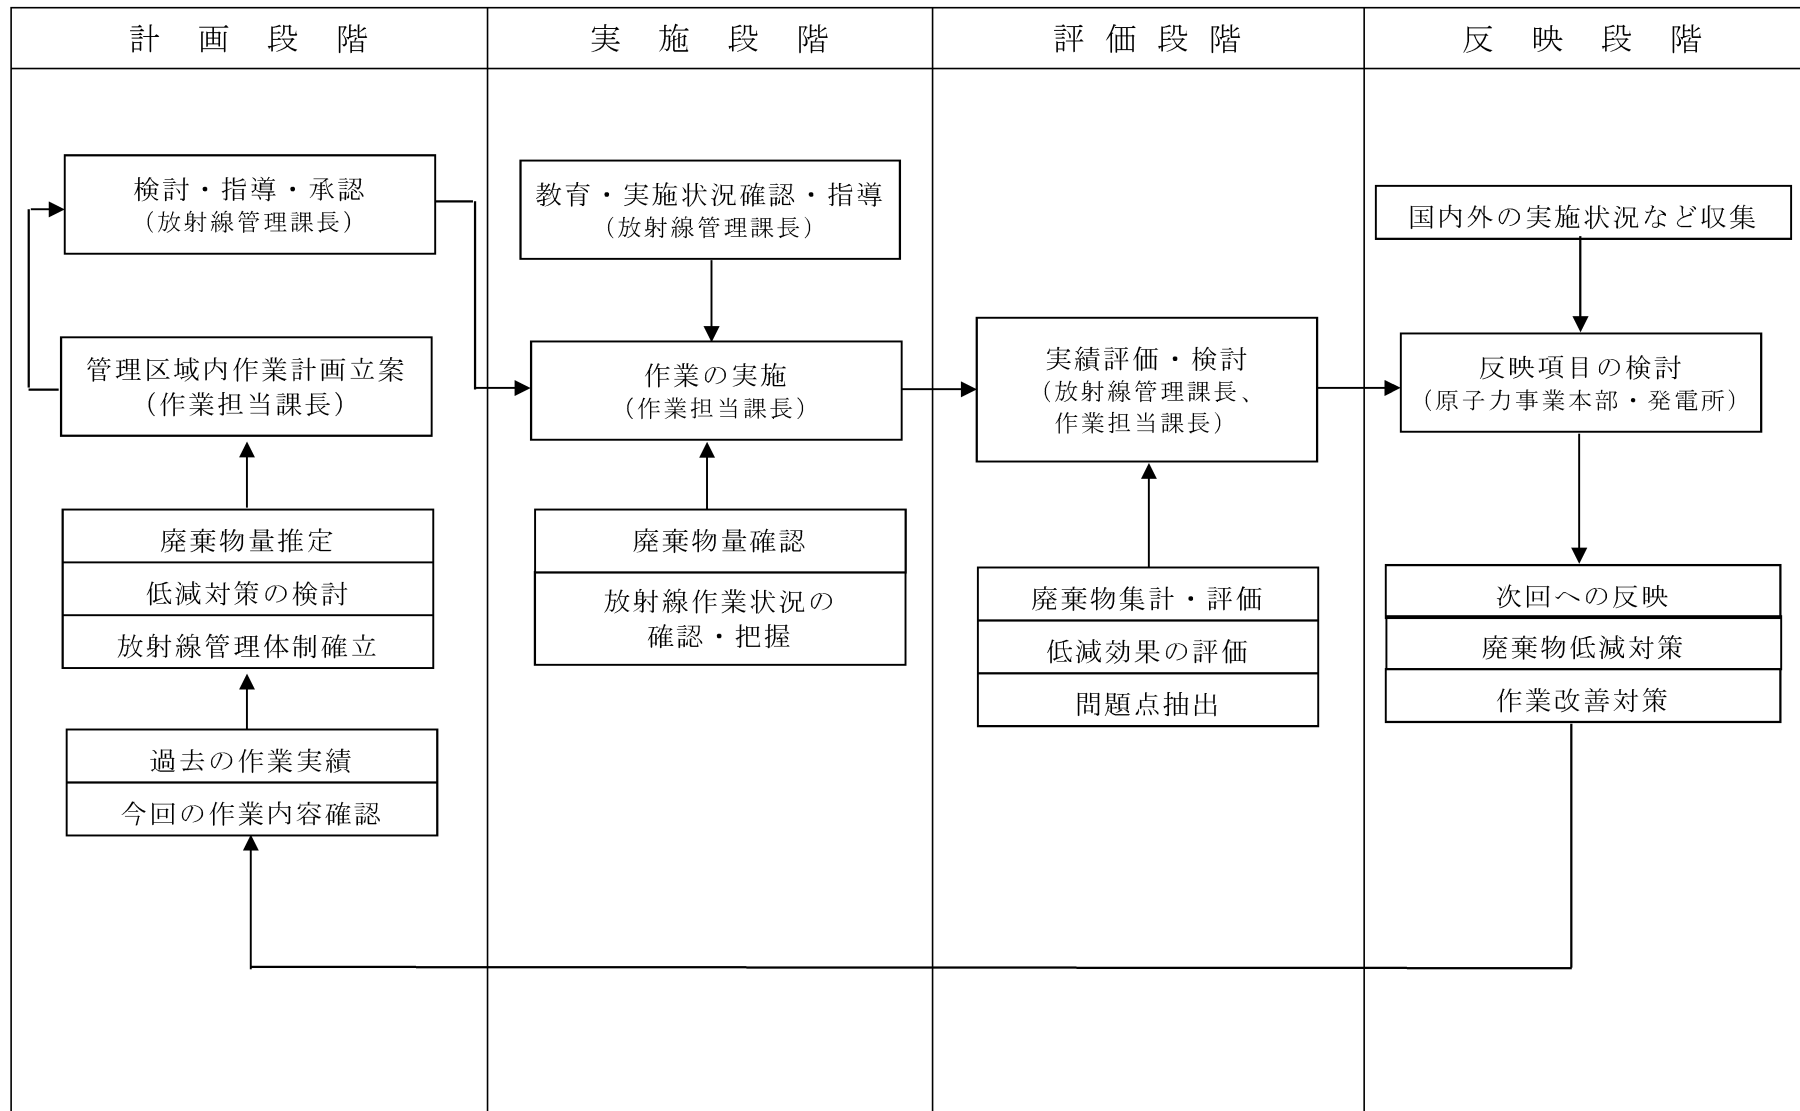 計画段階
実施段階
評価段階
反映段階
検討・指導・承認
（放射線管理課長）
管理区域内作業計画立案
（作業担当課長）
廃棄物量推定
低減対策の検討
放射線管理体制確立
過去の作業実績
今回の作業内容確認
教育・実施状況確認・指導
（放射線管理課長）
作業の実施
（作業担当課長）
廃棄物量確認
放射線作業状況の
確認・把握
実績評価・検討
（放射線管理課長、
作業担当課長）
廃棄物集計・評価
低減効果の評価
問題点抽出
国内外の実施状況など収集
反映項目の検討
（原子力事業本部・発電所）
次回への反映
廃棄物低減対策
作業改善対策